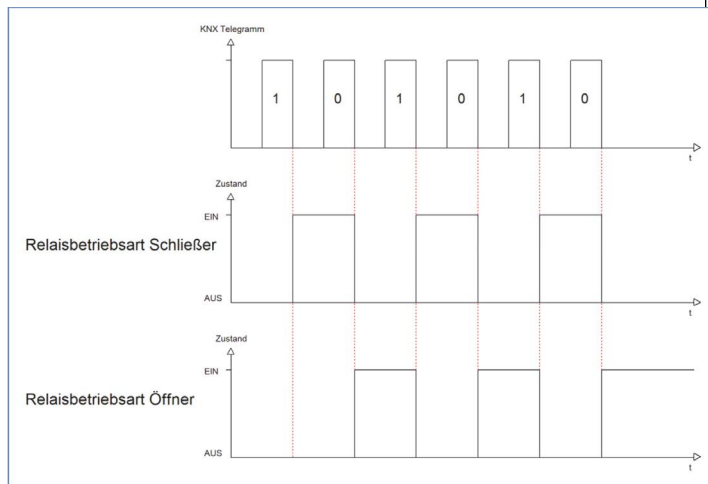 KNX Telegramm
1 0 1 0 1 0
t
Zustand
EIN
Relaisbetriebsart Schließer
AUS
t
Zustand
EIN
Relaisbetriebsart Öffner
AUS
t